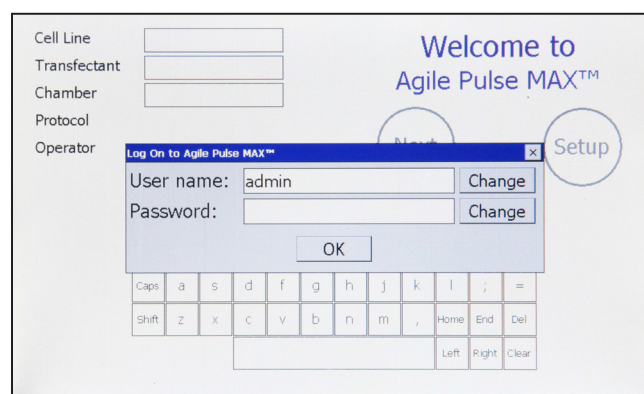 Cell Line
Transfectant
Chamber
Protocol
Operator
Welcome to
Agile Pulse MAX™
Next
Setup
Log On to Agile Pulse MAX™ ×
User name: admin Change
Password: Change
OK
Caps a s d f g h j k l ; =
Shift z x c v b n m , Home End Del
Left Right Clear